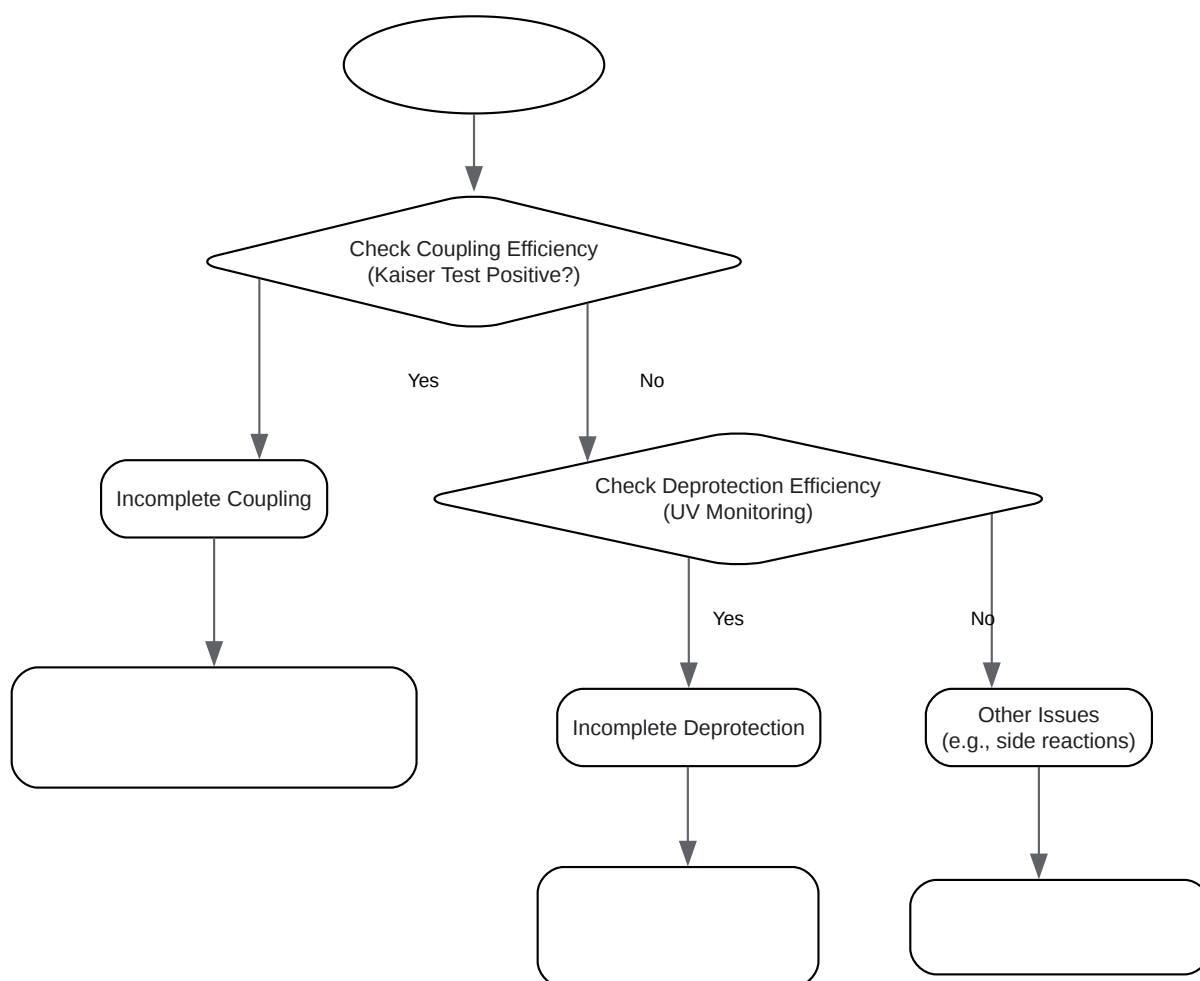 Check Coupling Efficiency
(Kaiser Test Positive?)
Yes
No
Incomplete Coupling
Check Deprotection Efficiency
(UV Monitoring)
Yes
No
Incomplete Deprotection
Other Issues
(e.g., side reactions)